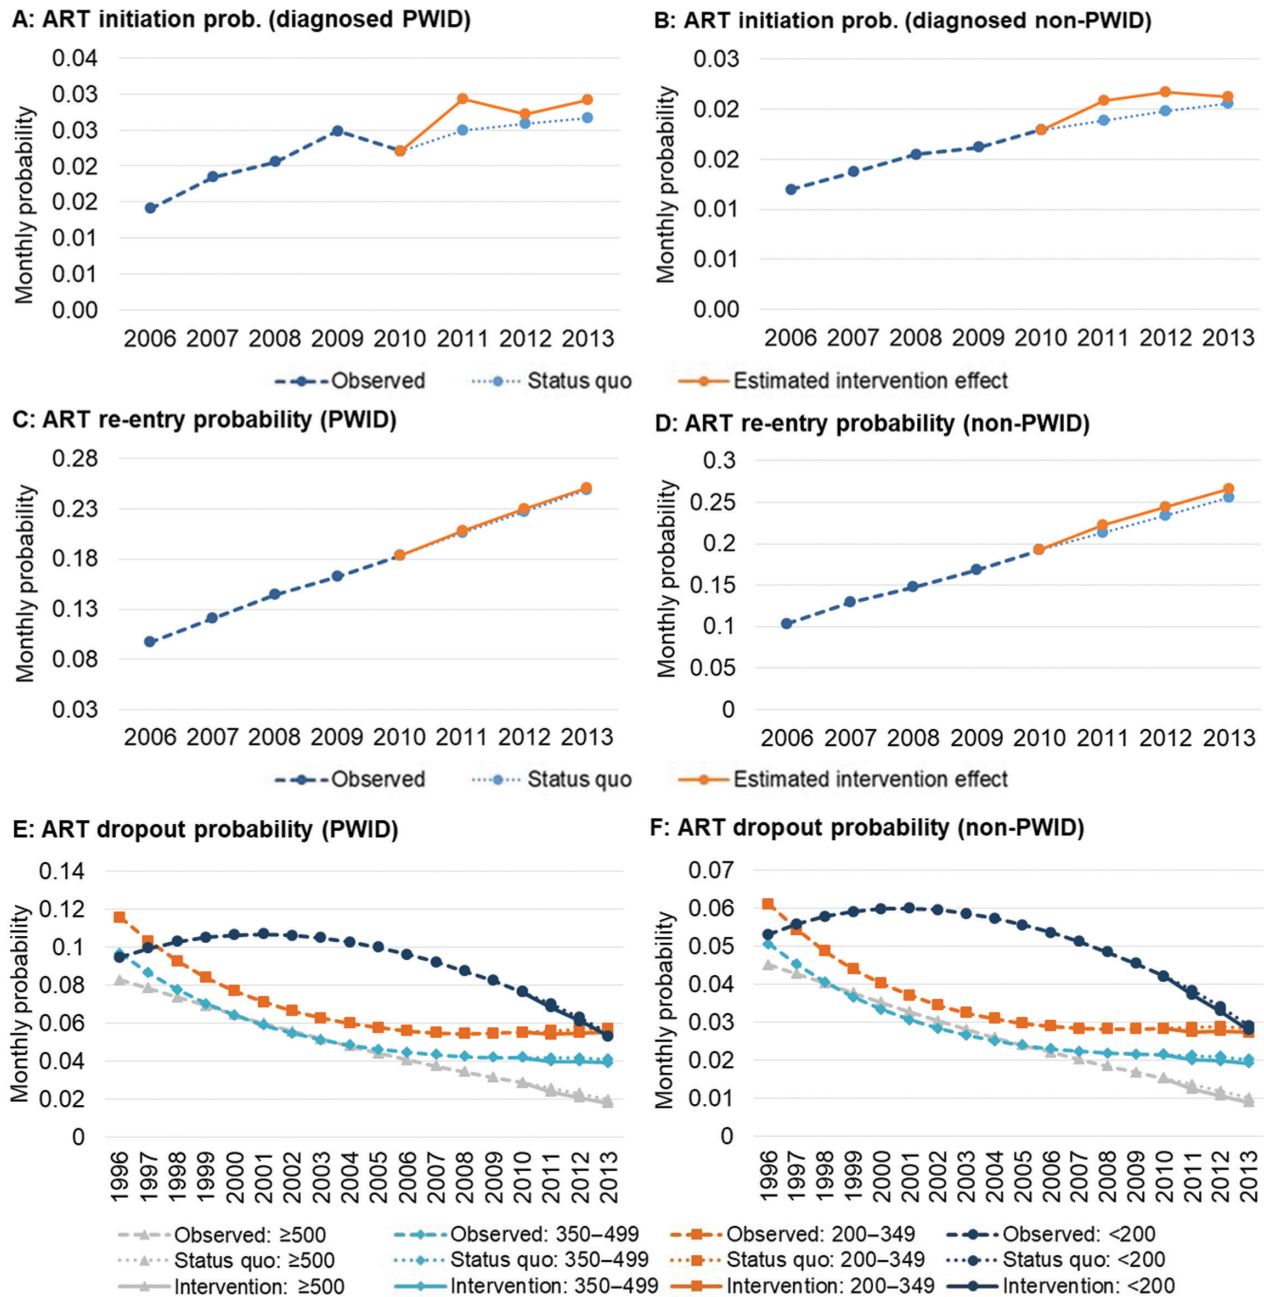 A: ART initiation prob. (diagnosed PWID)
B: ART initiation prob. (diagnosed non-PWID)
Monthly probability
0.04
0.03
0.03
0.02
0.02
0.01
0.01
0.00
2006 2007 2008 2009 2010 2011 2012 2013
Monthly probability
0.03
0.02
0.02
0.01
0.01
0.00
2006 2007 2008 2009 2010 2011 2012 2013
Observed Status quo Estimated intervention effect
C: ART re-entry probability (PWID)
D: ART re-entry probability (non-PWID)
Monthly probability
0.28
0.23
0.18
0.13
0.08
0.03
2006 2007 2008 2009 2010 2011 2012 2013
Monthly probability
0.3
0.25
0.2
0.15
0.1
0.05
0
2006 2007 2008 2009 2010 2011 2012 2013
Observed Status quo Estimated intervention effect
E: ART dropout probability (PWID)
F: ART dropout probability (non-PWID)
Monthly probability
0.14
0.12
0.1
0.08
0.06
0.04
0.02
0
1996 1997 1998 1999 2000 2001 2002 2003 2004 2005 2006 2007 2008 2009 2010 2011 2012 2013
Monthly probability
0.07
0.06
0.05
0.04
0.03
0.02
0.01
0
1996 1997 1998 1999 2000 2001 2002 2003 2004 2005 2006 2007 2008 2009 2010 2011 2012 2013
Observed: ≥500 Observed: 350–499 Observed: 200–349 Observed: <200
Status quo: ≥500 Status quo: 350–499 Status quo: 200–349 Status quo: <200
Intervention: ≥500 Intervention: 350–499 Intervention: 200–349 Intervention: <200